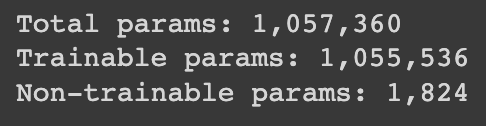 Total params: 1,057,360
Trainable params: 1,055,536
Non-trainable params: 1,824